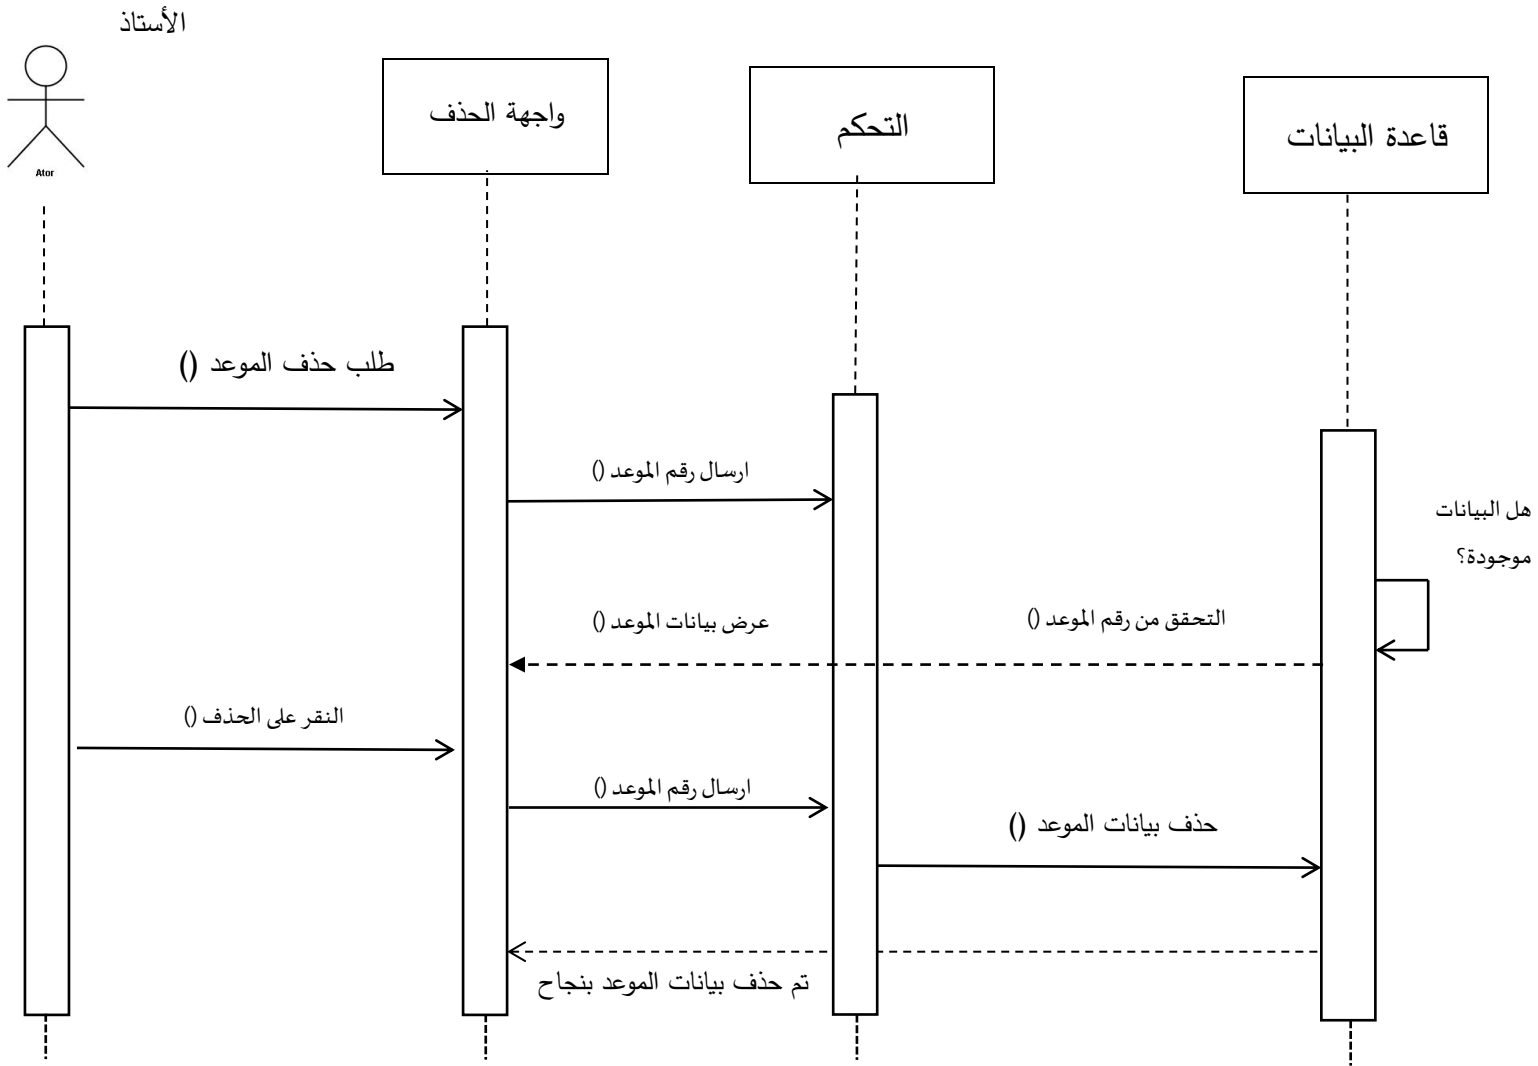 الأستاذ
Ator
واجهة الحذف
التحكم
قاعدة البيانات
طلب حذف الموعد ()
ارسال رقم الموعد ()
هل البيانات
موجودة؟
التحقق من رقم الموعد ()
عرض بيانات الموعد ()
النقر على الحذف ()
ارسال رقم الموعد ()
حذف بيانات الموعد ()
تم حذف بيانات الموعد بنجاح